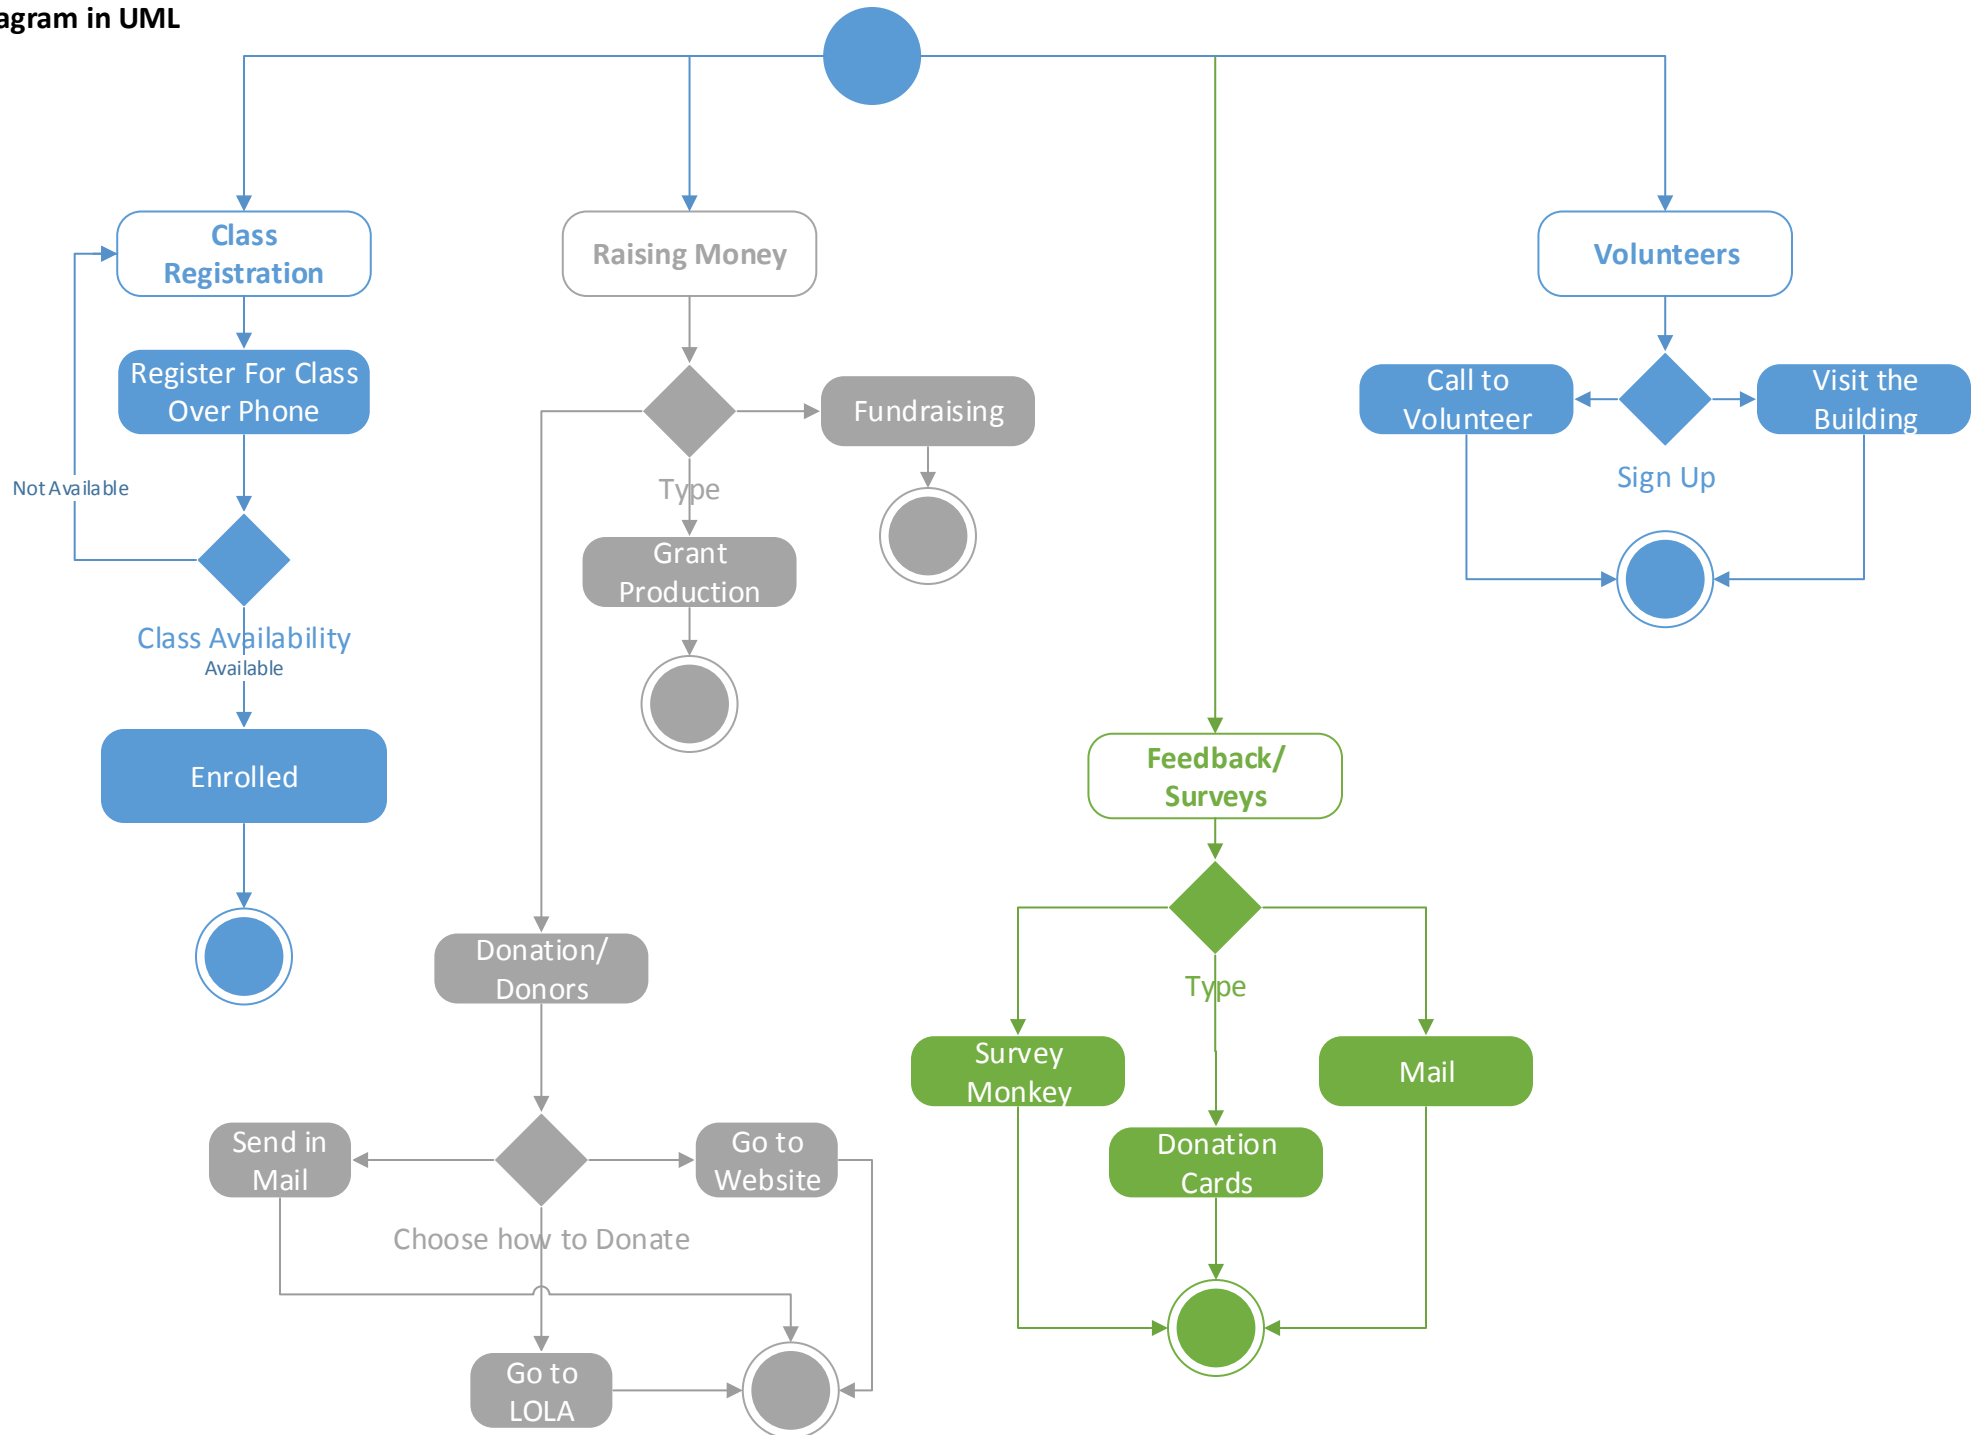 agram in UML
Class
Registration
Raising Money
Volunteers
Register For Class
Over Phone
Fundraising
Call to
Volunteer
Visit the
Building
Not Available
Type
Sign Up
Grant
Production
Class Availability
Available
Enrolled
Feedback/
Surveys
Donation/
Donors
Type
Survey
Monkey
Mail
Send in
Mail
Go to
Website
Donation
Cards
Choose how to Donate
Go to
LOLA